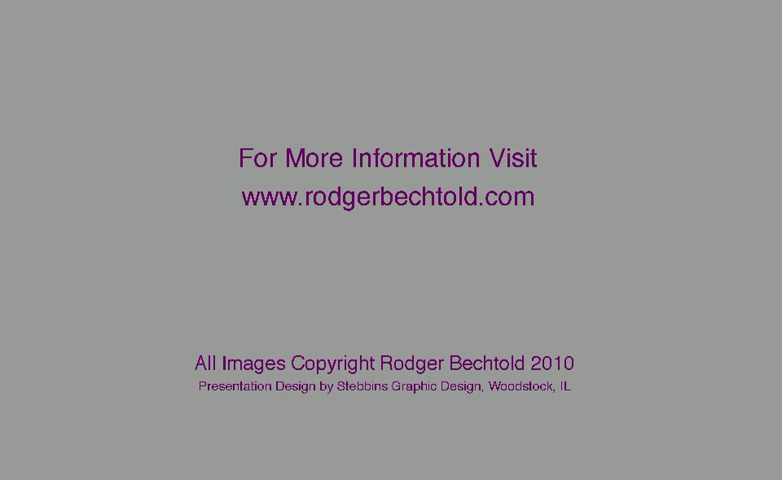 For More Information Visit
www.rodgerbechtold.com
All Images Copyright Rodger Bechtold 2010
Presentation Design by Stebbins Graphic Design, Woodstock, IL